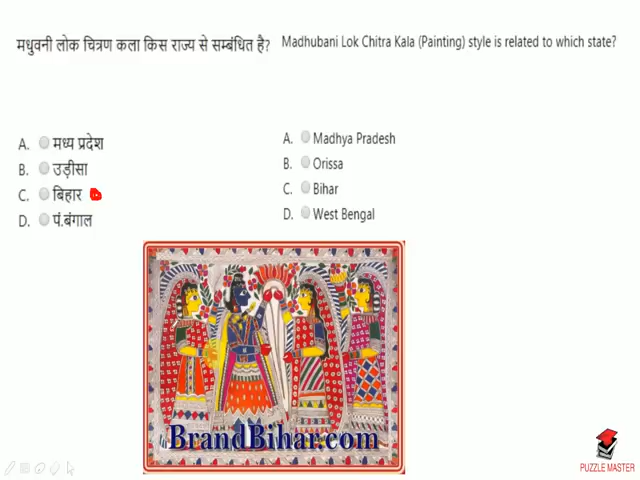 मधुवनी लोक चित्रण कला किस राज्य से सम्बंधित है?
Madhubani Lok Chitra Kala (Painting) style is related to which state?
A. मध्य प्रदेश
B. उड़ीसा
C. बिहार
D. पं.बंगाल
A. Madhya Pradesh
B. Orissa
C. Bihar
D. West Bengal
BrandBihar.com
PUZZLE MASTER